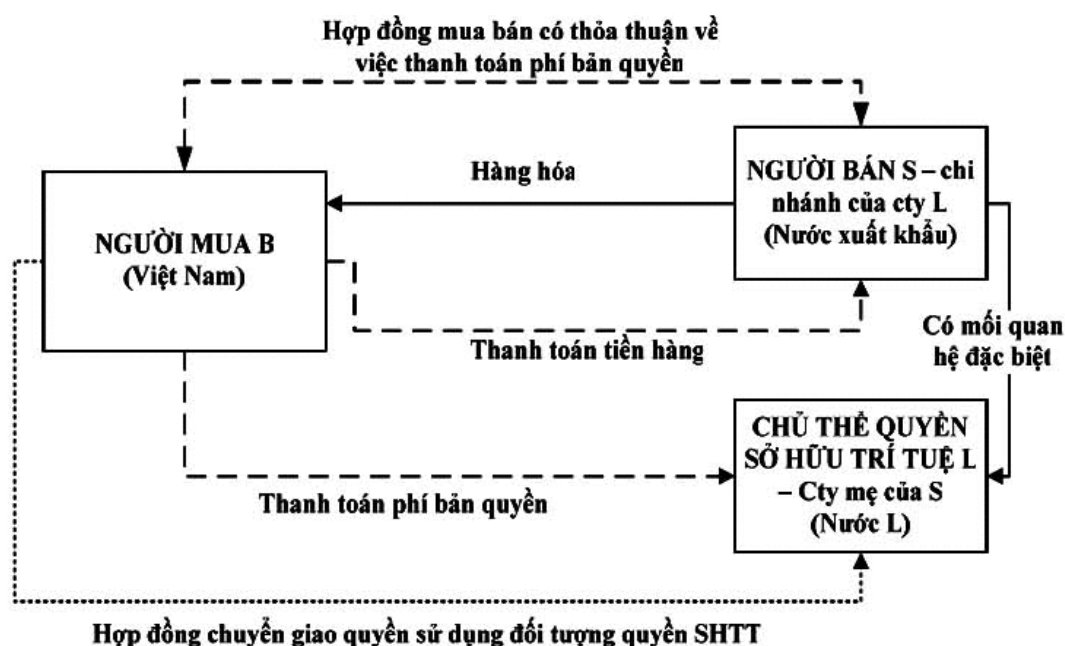 Hợp đồng mua bán có thỏa thuận về
việc thanh toán phí bản quyền
NGƯỜI MUA B
(Việt Nam)
Hàng hóa
NGƯỜI BÁN S – chi
nhánh của cty L
(Nước xuất khẩu)
Thanh toán tiền hàng
Có mối quan
hệ đặc biệt
CHỦ THỂ QUYỀN
SỞ HỮU TRÍ TUỆ L
– Cty mẹ của S
(Nước L)
Thanh toán phí bản quyền
Hợp đồng chuyển giao quyền sử dụng đối tượng quyền SHTT